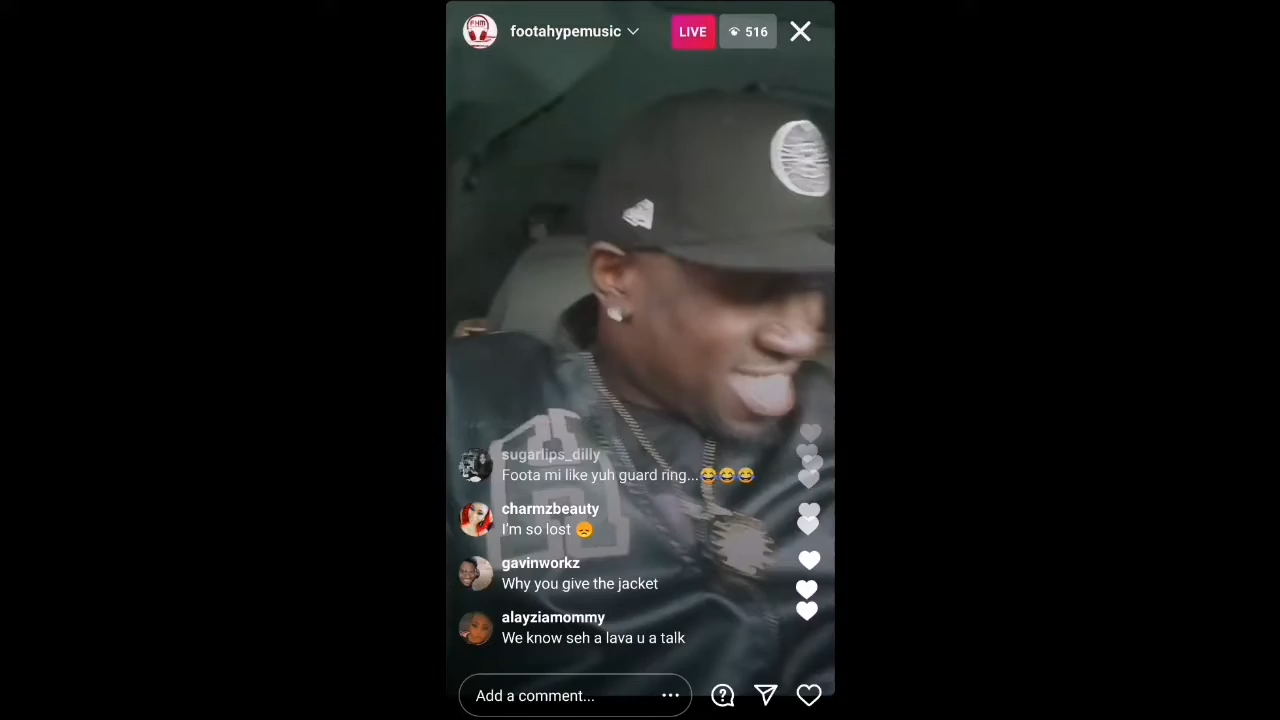 footahypemusic
LIVE
516
FHM
sugarlips_dilly
Foota mi like yuh guard ring...😂😂😂
charmzbeauty
I'm so lost 😞
gavinworkz
Why you give the jacket
alayziamommy
We know seh a lava u a talk
Add a comment...